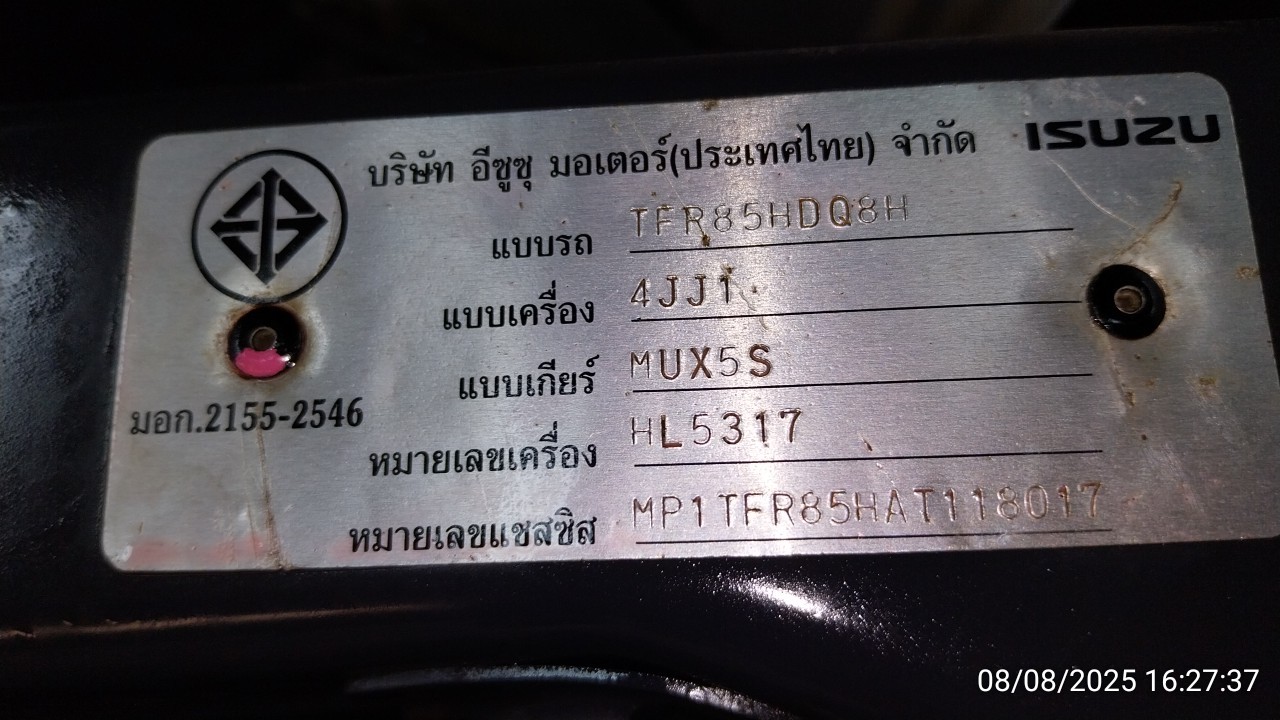 บริษัท อีซูซุ มอเตอร์(ประเทศไทย) จำกัด ISUZU
แบบรถ TFR85HDQ8H
แบบเครื่อง 4JJ1
แบบเกียร์ MUX5S
มอก.2155-2546
หมายเลขเครื่อง HL5317
หมายเลขแชสซิส MP1TFR85HAT118017
08/08/2025 16:27:37